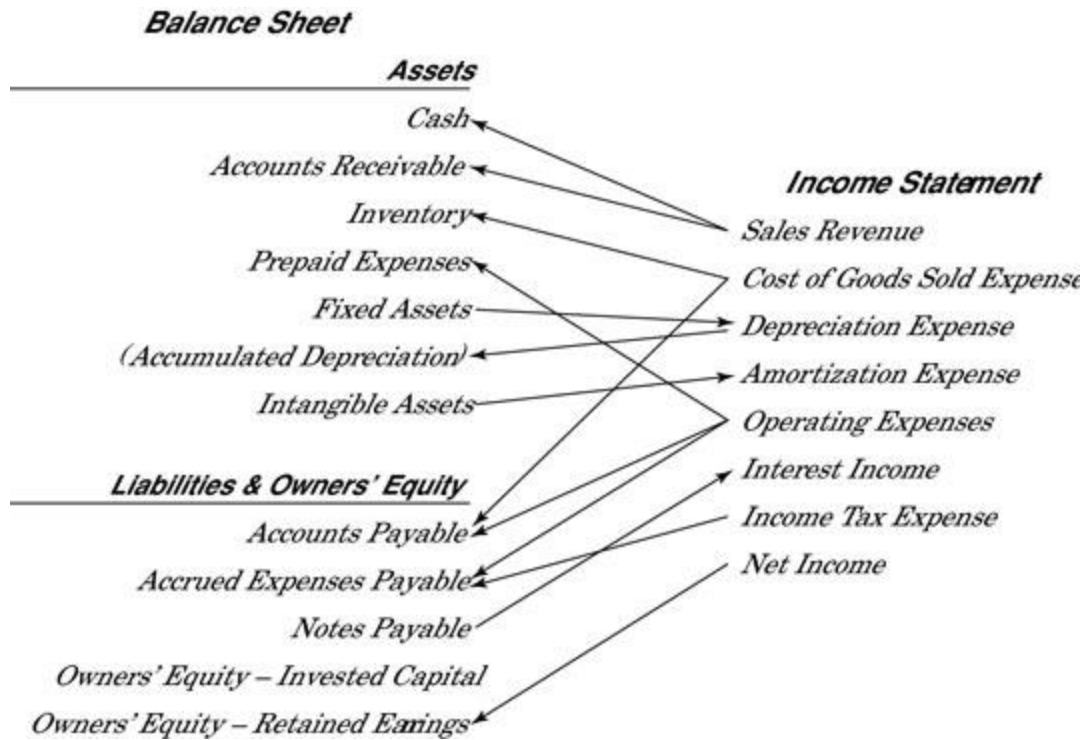 Balance Sheet
Assets
Cash
Accounts Receivable
Inventory
Prepaid Expenses
Fixed Assets
(Accumulated Depreciation)
Intangible Assets
Liabilities & Owners' Equity
Accounts Payable
Accrued Expenses Payable
Notes Payable
Owners' Equity – Invested Capital
Owners' Equity – Retained Earnings
Income Statement
Sales Revenue
Cost of Goods Sold Expense
Depreciation Expense
Amortization Expense
Operating Expenses
Interest Income
Income Tax Expense
Net Income